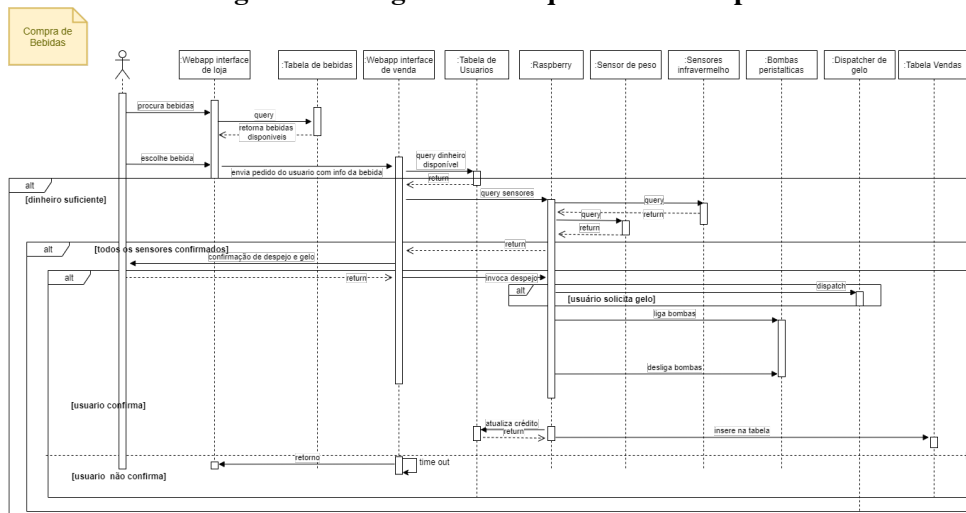 Compra de
Bebidas
:Webapp interface
de loja
:Tabela de bebidas
:Webapp interface
de venda
:Tabela de
Usuarios
:Raspberry
:Sensor de peso
:Sensores
infravermelho
:Bombas
peristalticas
:Dispatcher de
gelo
:Tabela Vendas
procura bebidas
query
retorna bebidas
disponiveis
escolhe bebida
envia pedido do usuario com info da bebida
query dinheiro
disponível
return
alt
[dinheiro suficiente]
query sensores
query
return
query
return
alt
[todos os sensores confirmados]
return
confirmação de despejo e gelo
alt
return
invoca despejo
alt
dispatch
[usuário solicita gelo]
liga bombas
desliga bombas
[usuario confirma]
atualiza crédito
return
insere na tabela
retorno
time out
[usuario não confirma]